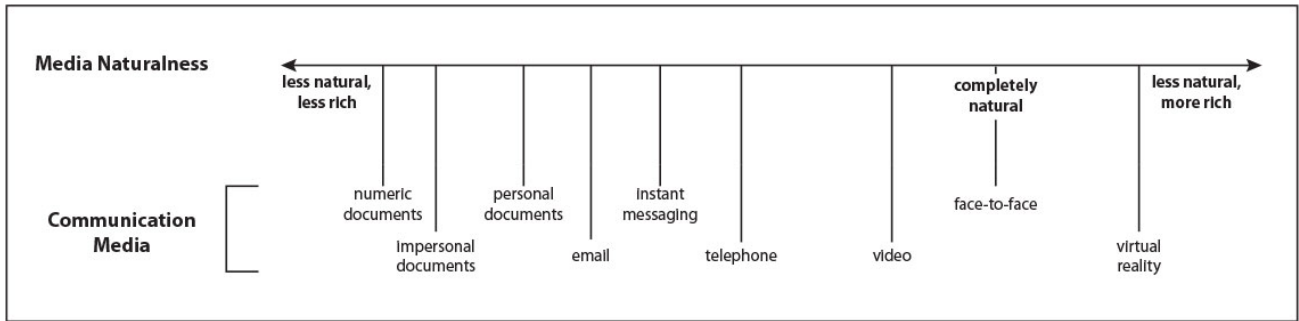 Media Naturalness
less natural,
less rich
completely
natural
less natural,
more rich
Communication
Media
numeric
documents
impersonal
documents
personal
documents
email
instant
messaging
telephone
video
face-to-face
virtual
reality